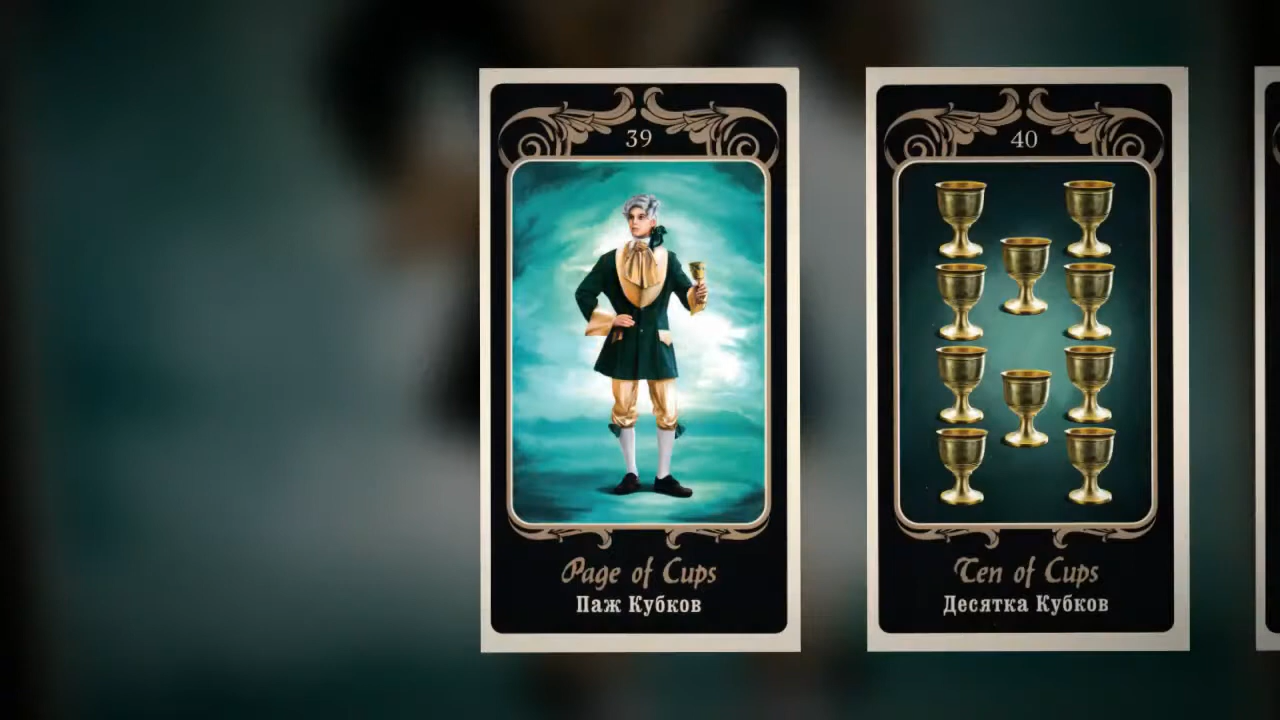 39
Page of Cups
Паж Кубков
40
Ten of Cups
Десятка Кубков